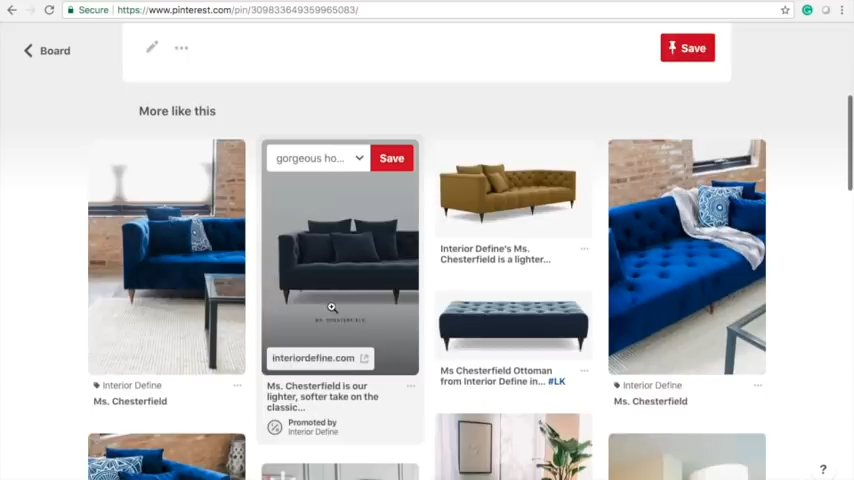 Secure
https://www.pinterest.com/pin/309833649359965083/
Board
Save
More like this
gorgeous ho...
Save
MS. CHESTERFIELD
interiordefine.com
Interior Define
Ms. Chesterfield
Ms. Chesterfield is our
lighter, softer take on the
classic...
Promoted by
Interior Define
Interior Define's Ms.
Chesterfield is a lighter...
Ms Chesterfield Ottoman
from Interior Define in... #LK
Interior Define
Ms. Chesterfield
?